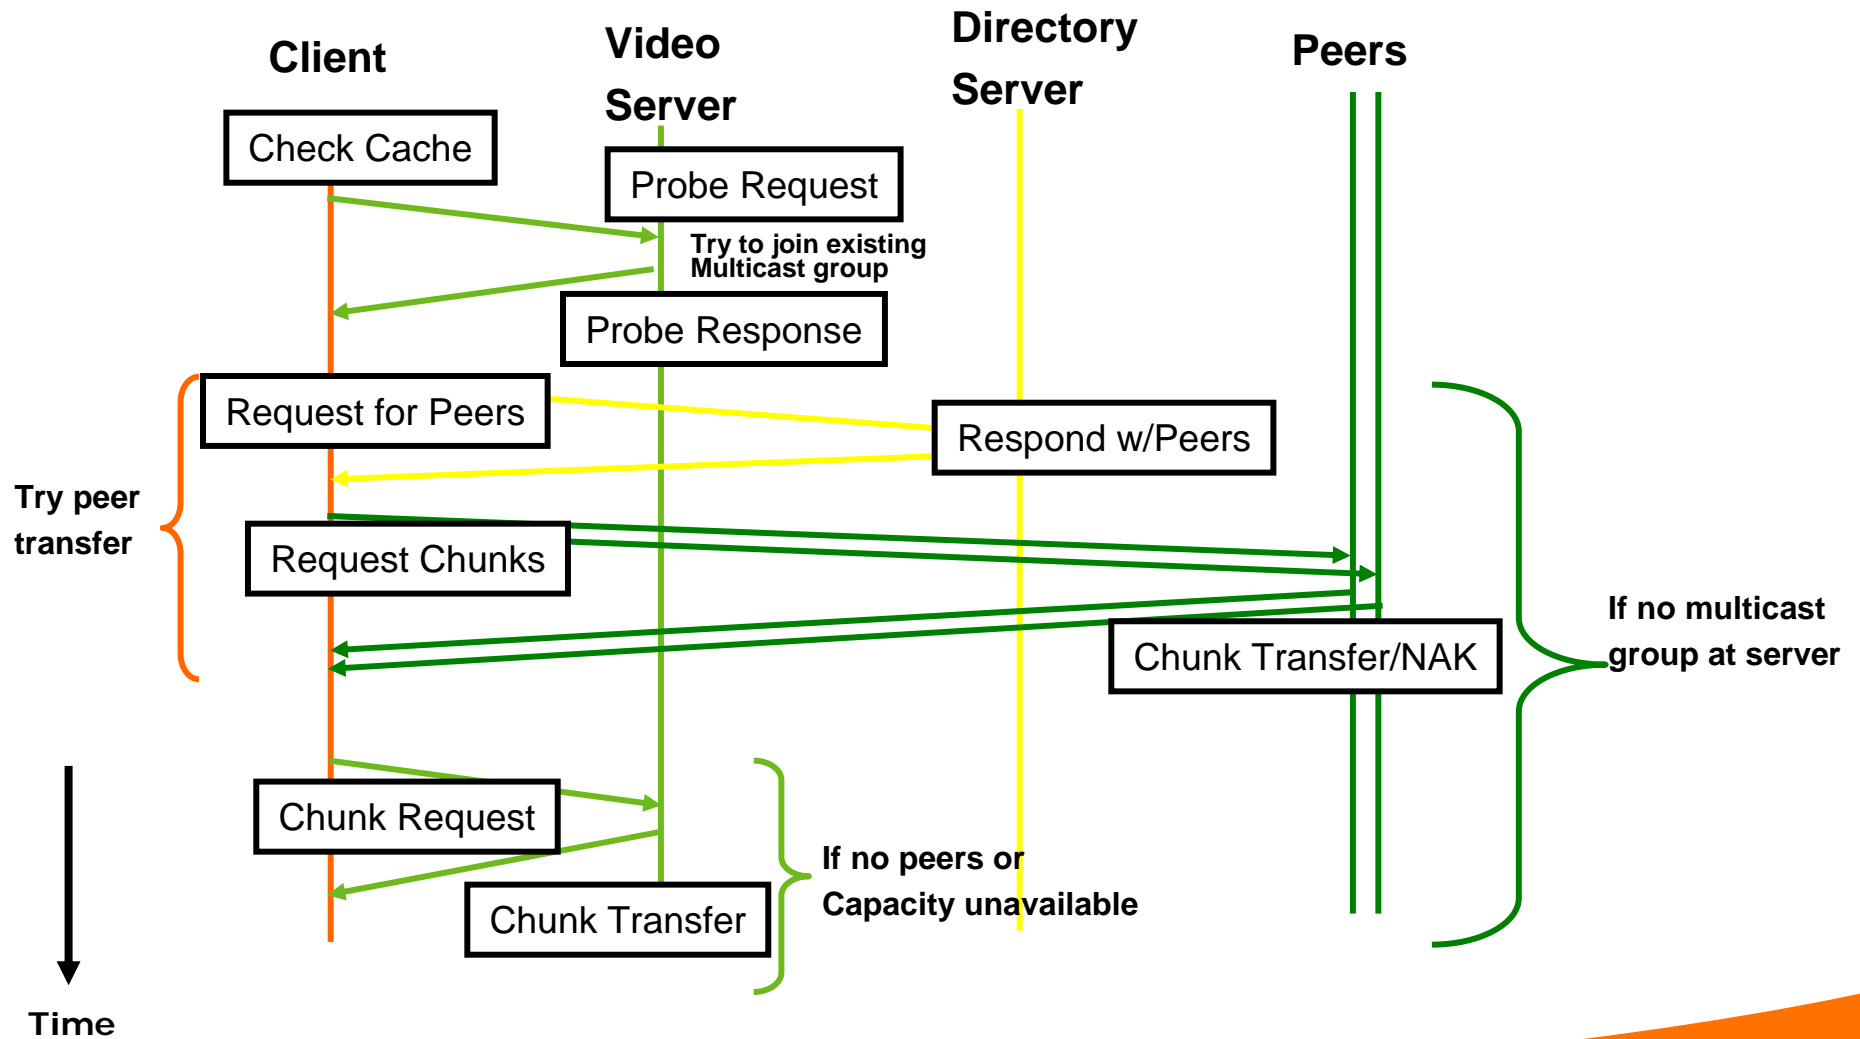 Client
Video
Server
Directory
Server
Peers
Check Cache
Probe Request
Try to join existing
Multicast group
Probe Response
Request for Peers
Respond w/Peers
Try peer
transfer
Request Chunks
If no multicast
group at server
Chunk Transfer/NAK
Chunk Request
If no peers or
Capacity unavailable
Chunk Transfer
Time